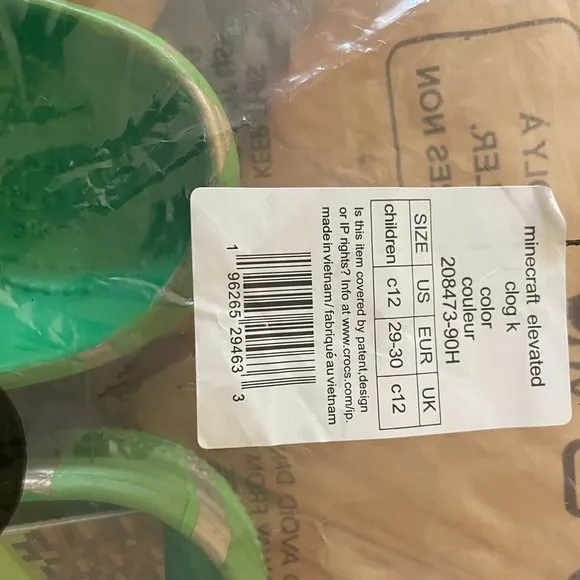 minecraft elevated
clog k
color
couleur
208473-90H
SIZE US EUR UK
children c12 29-30 c12
Is this item covered by patent,design
or IP rights? Info at www.crocs.com/ip.
made in vietnam / fabriqué au vietnam
1 96265 29463 3
KEEP
NON
À